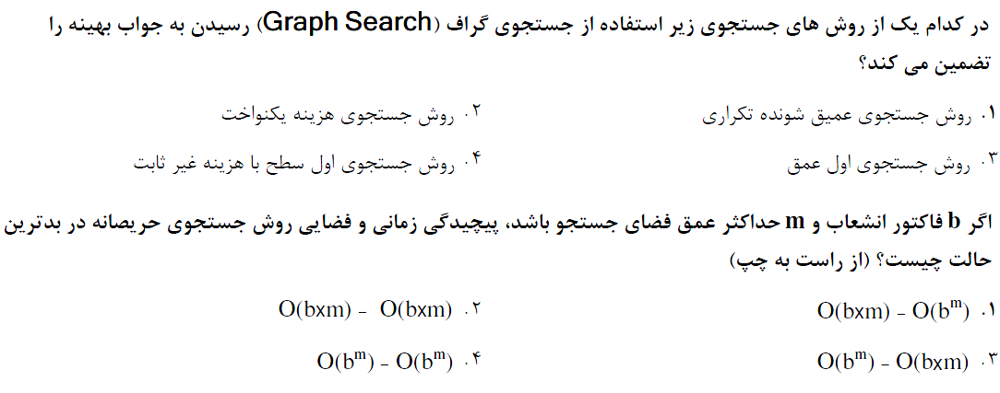 در کدام یک از روش های جستجوی زیر استفاده از جستجوی گراف (Graph Search) رسیدن به جواب بهینه را
تضمین می کند؟
۱. روش جستجوی عمیق شونده تکراری
۲. روش جستجوی هزینه یکنواخت
۳. روش جستجوی اول عمق
۴. روش جستجوی اول سطح با هزینه غیر ثابت
اگر b فاکتور انشعاب و m حداکثر عمق فضای جستجو باشد، پیچیدگی زمانی و فضایی روش جستجوی حریصانه در بدترین
حالت چیست؟ (از راست به چپ)
۱. O(bxm) – O(b^m)
۲. O(bxm) – O(bxm)
۳. O(b^m) – O(bxm)
۴. O(b^m) – O(b^m)